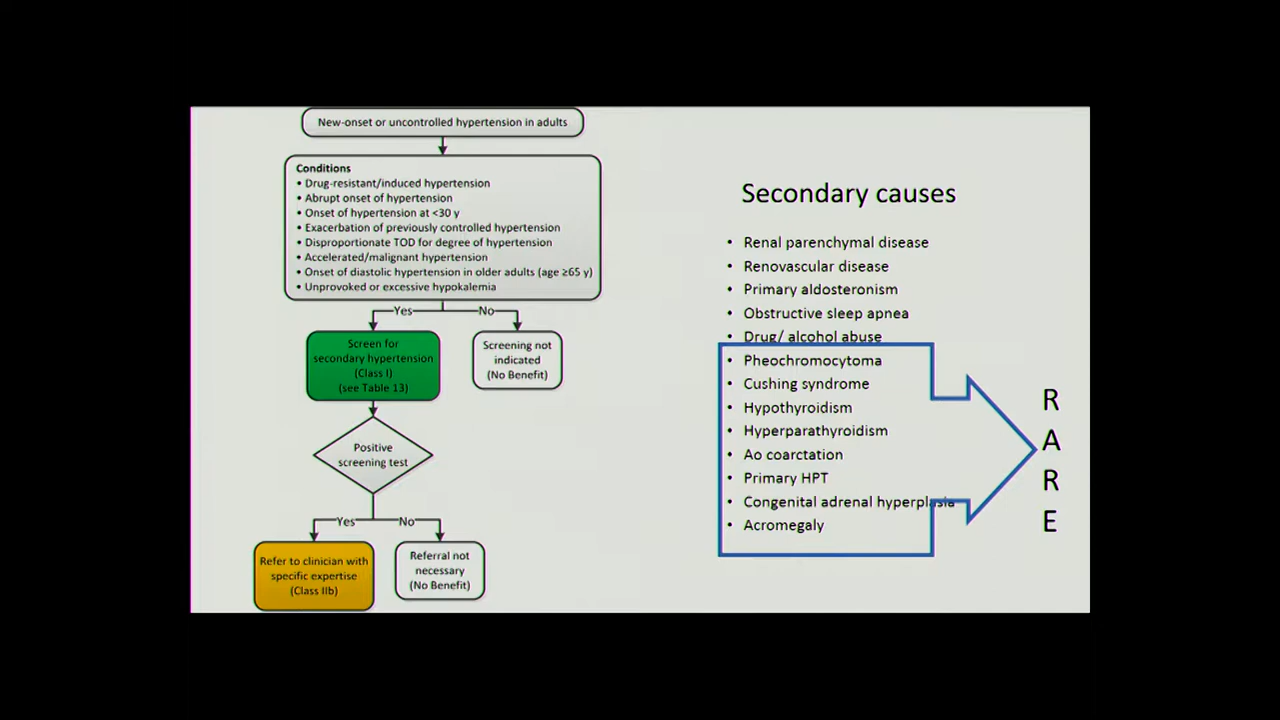 New-onset or uncontrolled hypertension in adults
Conditions
• Drug-resistant/induced hypertension
• Abrupt onset of hypertension
• Onset of hypertension at <30 y
• Exacerbation of previously controlled hypertension
• Disproportionate TOD for degree of hypertension
• Accelerated/malignant hypertension
• Onset of diastolic hypertension in older adults (age ≥65 y)
• Unprovoked or excessive hypokalemia
Yes
No
Screen for
secondary hypertension
(Class I)
(see Table 13)
Screening not
indicated
(No Benefit)
Positive
screening test
Yes
No
Refer to clinician with
specific expertise
(Class IIb)
Referral not
necessary
(No Benefit)
Secondary causes
• Renal parenchymal disease
• Renovascular disease
• Primary aldosteronism
• Obstructive sleep apnea
• Drug/ alcohol abuse
• Pheochromocytoma
• Cushing syndrome
• Hypothyroidism
• Hyperparathyroidism
• Ao coarctation
• Primary HPT
• Congenital adrenal hyperplasia
• Acromegaly
R
A
R
E